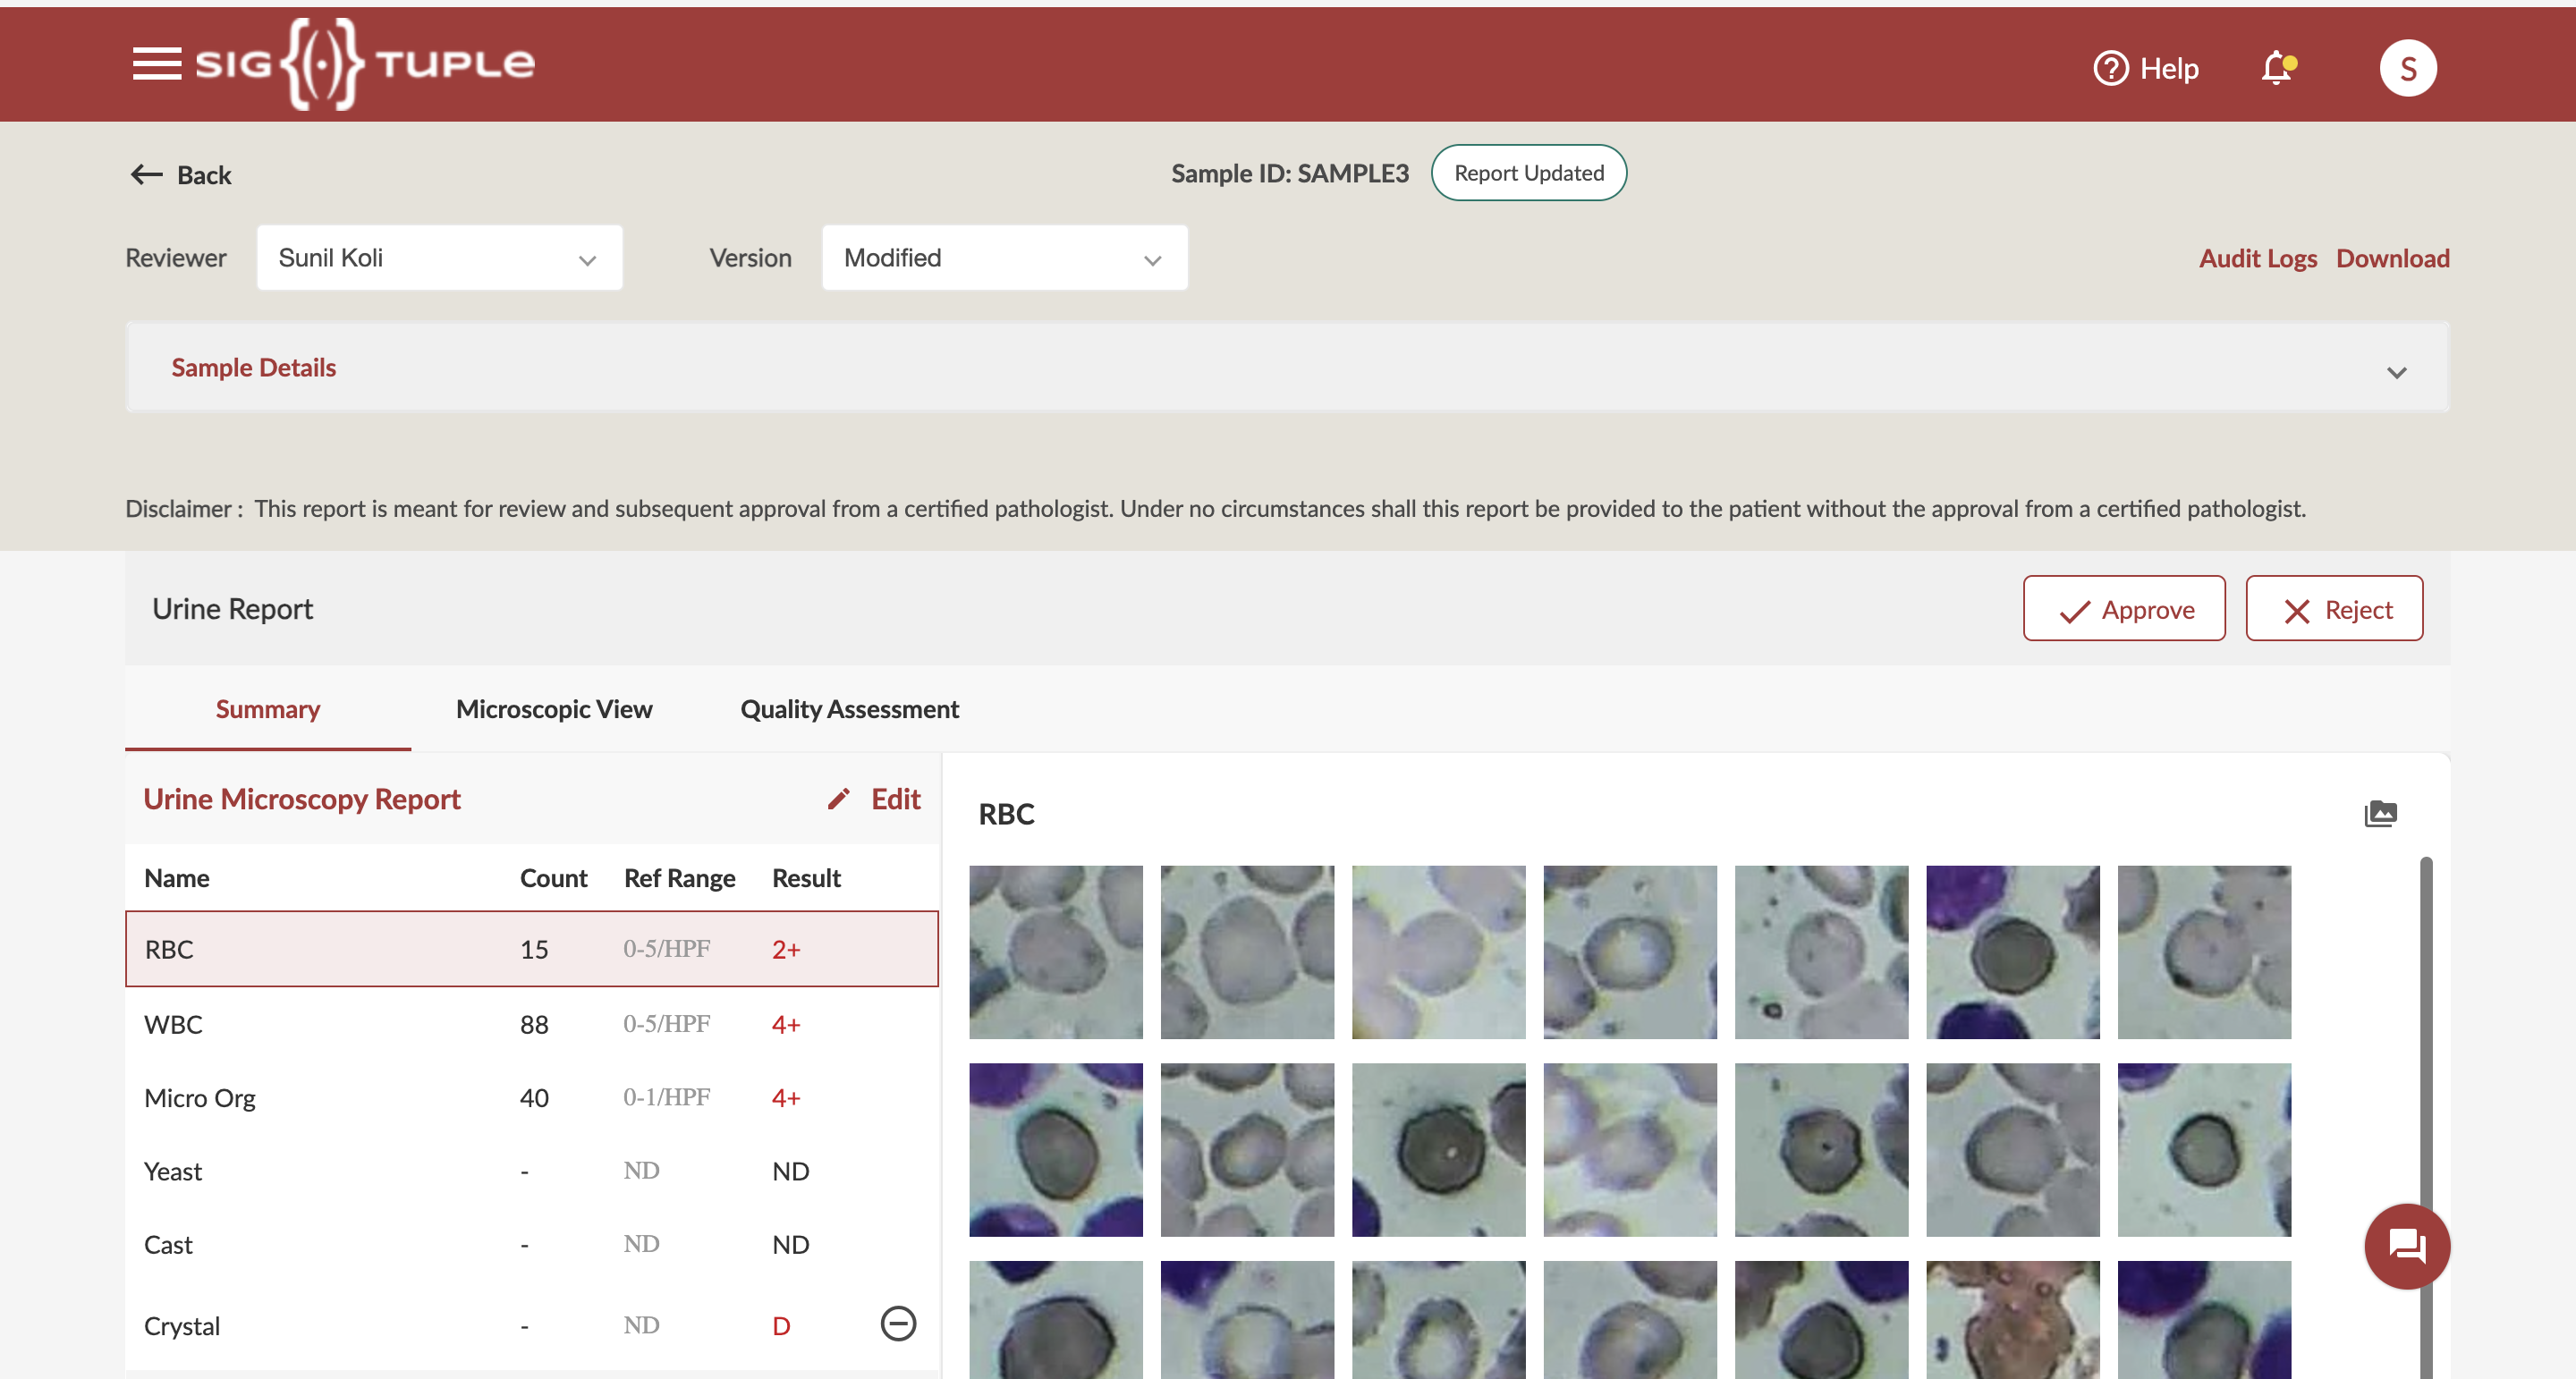 SIG{(·)}TUPLE
Help
S
Back
Sample ID: SAMPLE3
Report Updated
Reviewer
Sunil Koli
Version
Modified
Audit Logs
Download
Sample Details
Disclaimer : This report is meant for review and subsequent approval from a certified pathologist. Under no circumstances shall this report be provided to the patient without the approval from a certified pathologist.
Urine Report
Approve
Reject
Summary
Microscopic View
Quality Assessment
Urine Microscopy Report
Edit
Name Count Ref Range Result
RBC 15 0-5/HPF 2+
WBC 88 0-5/HPF 4+
Micro Org 40 0-1/HPF 4+
Yeast - ND ND
Cast - ND ND
Crystal - ND D
RBC